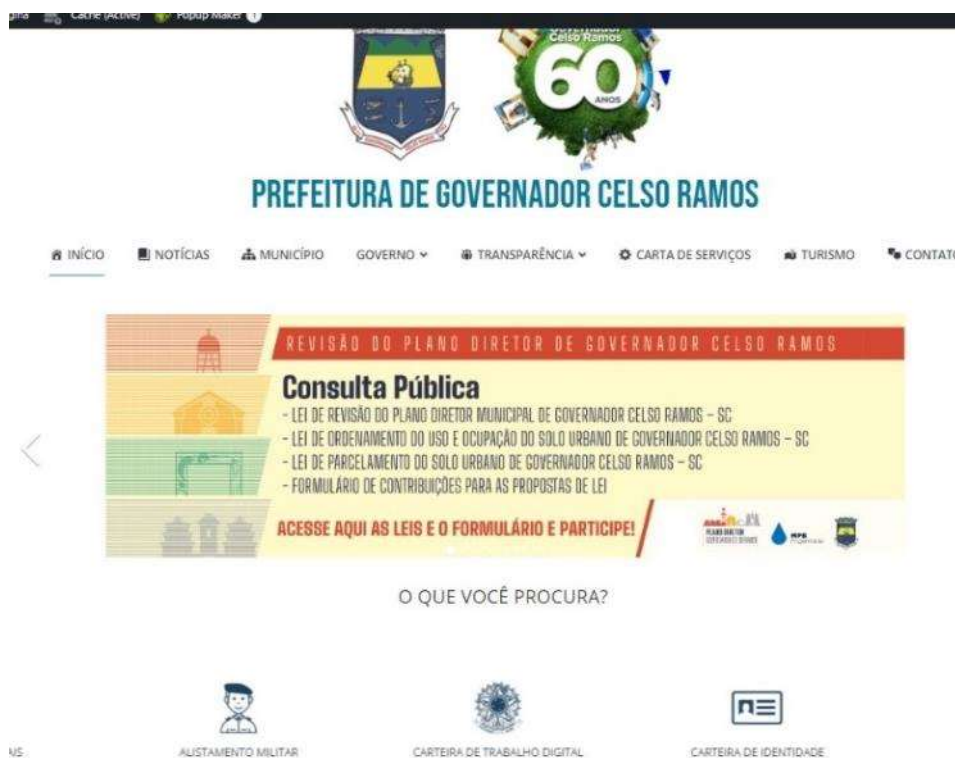 Cache (Active) Popup Maker 1
Governador
Celso Ramos
60
ANOS
PREFEITURA DE GOVERNADOR CELSO RAMOS
INÍCIO NOTÍCIAS MUNICÍPIO GOVERNO TRANSPARÊNCIA CARTA DE SERVIÇOS TURISMO CONTATO
REVISÃO DO PLANO DIRETOR DE GOVERNADOR CELSO RAMOS
Consulta Pública
- LEI DE REVISÃO DO PLANO DIRETOR MUNICIPAL DE GOVERNADOR CELSO RAMOS – SC
- LEI DE ORDENAMENTO DO USO E OCUPAÇÃO DO SOLO URBANO DE GOVERNADOR CELSO RAMOS – SC
- LEI DE PARCELAMENTO DO SOLO URBANO DE GOVERNADOR CELSO RAMOS – SC
- FORMULÁRIO DE CONTRIBUIÇÕES PARA AS PROPOSTAS DE LEI
ACESSE AQUI AS LEIS E O FORMULÁRIO E PARTICIPE!
PLANO DIRETOR
O QUE VOCÊ PROCURA?
ALISTAMENTO MILITAR CARTEIRA DE TRABALHO DIGITAL CARTEIRA DE IDENTIDADE